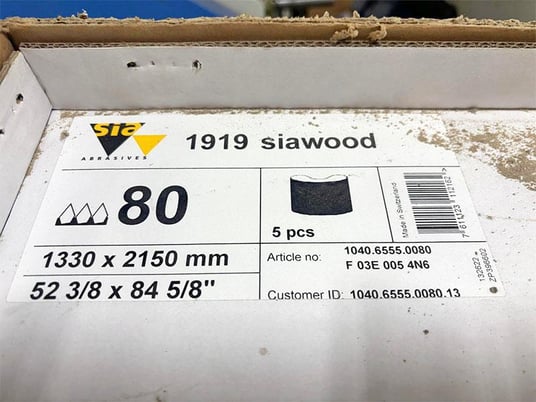 sia
ABRASIVES
1919 siawood
80
1330 x 2150 mm
52 3/8 x 84 5/8"
5 pcs
Article no: 1040.6555.0080
F 03E 005 4N6
Customer ID: 1040.6555.0080.13
Made in Switzerland